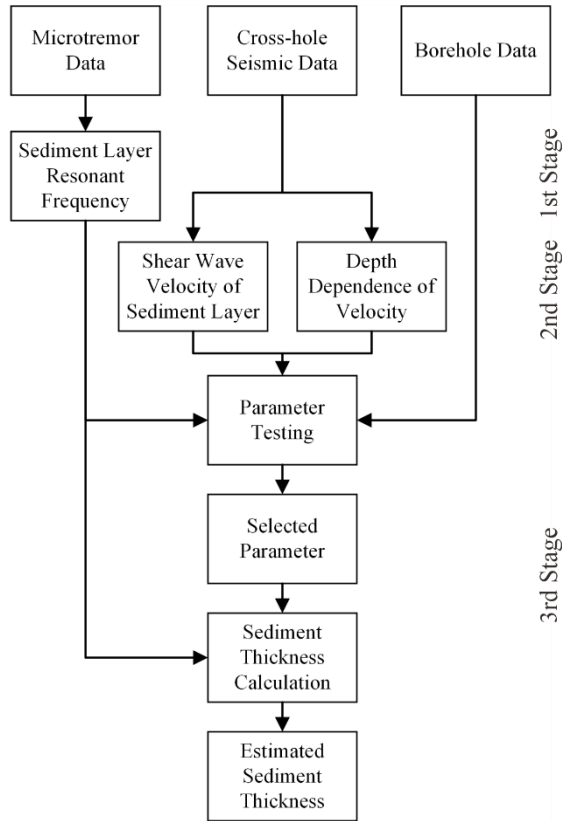 Microtremor
Data
Cross-hole
Seismic Data
Borehole Data
Sediment Layer
Resonant
Frequency
1st Stage
Shear Wave
Velocity of
Sediment Layer
Depth
Dependence of
Velocity
2nd Stage
Parameter
Testing
Selected
Parameter
3rd Stage
Sediment
Thickness
Calculation
Estimated
Sediment
Thickness